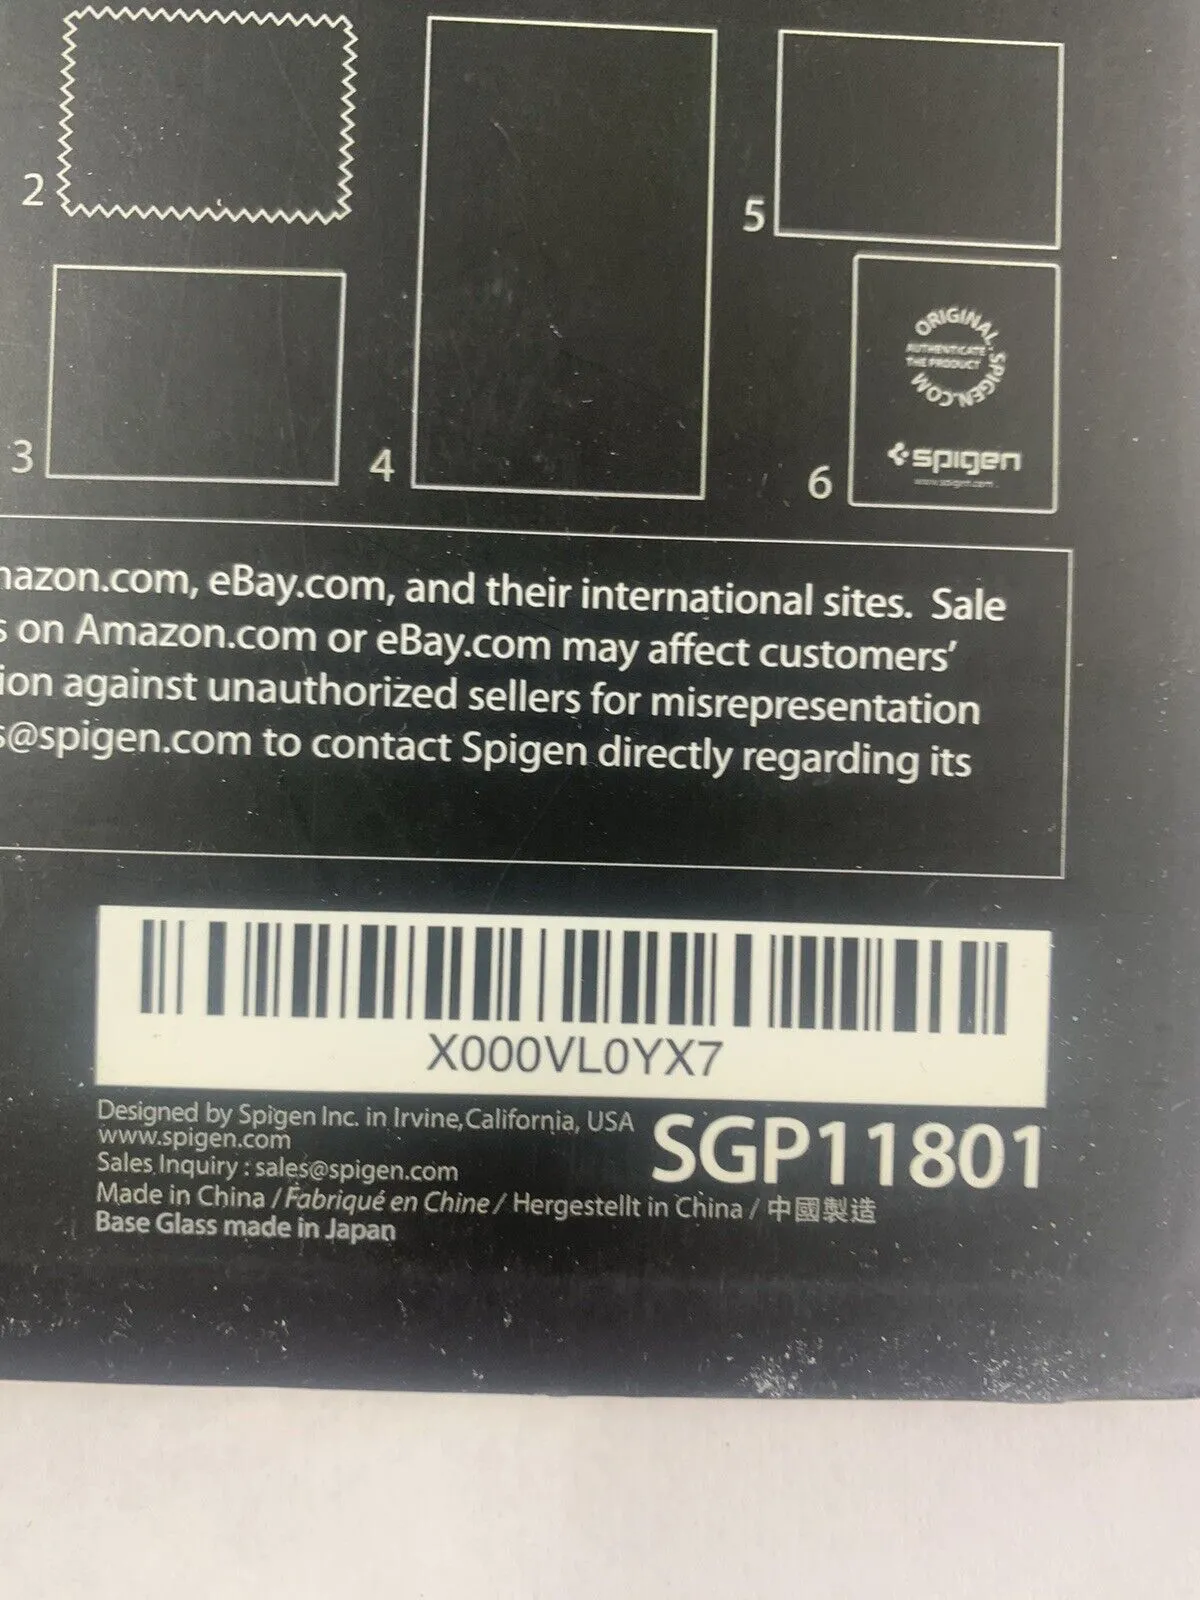 2
5
ORIGINAL SPIGEN.COM
AUTHENTICATE
THE PRODUCT
spigen
www.spigen.com
3
4
6
azon.com, eBay.com, and their international sites. Sale
s on Amazon.com or eBay.com may affect customers’
ion against unauthorized sellers for misrepresentation
s@spigen.com to contact Spigen directly regarding its
X000VL0YX7
Designed by Spigen Inc. in Irvine, California, USA
www.spigen.com
Sales Inquiry : sales@spigen.com
SGP11801
Made in China / Fabriqué en Chine / Hergestellt in China / 中國製造
Base Glass made in Japan